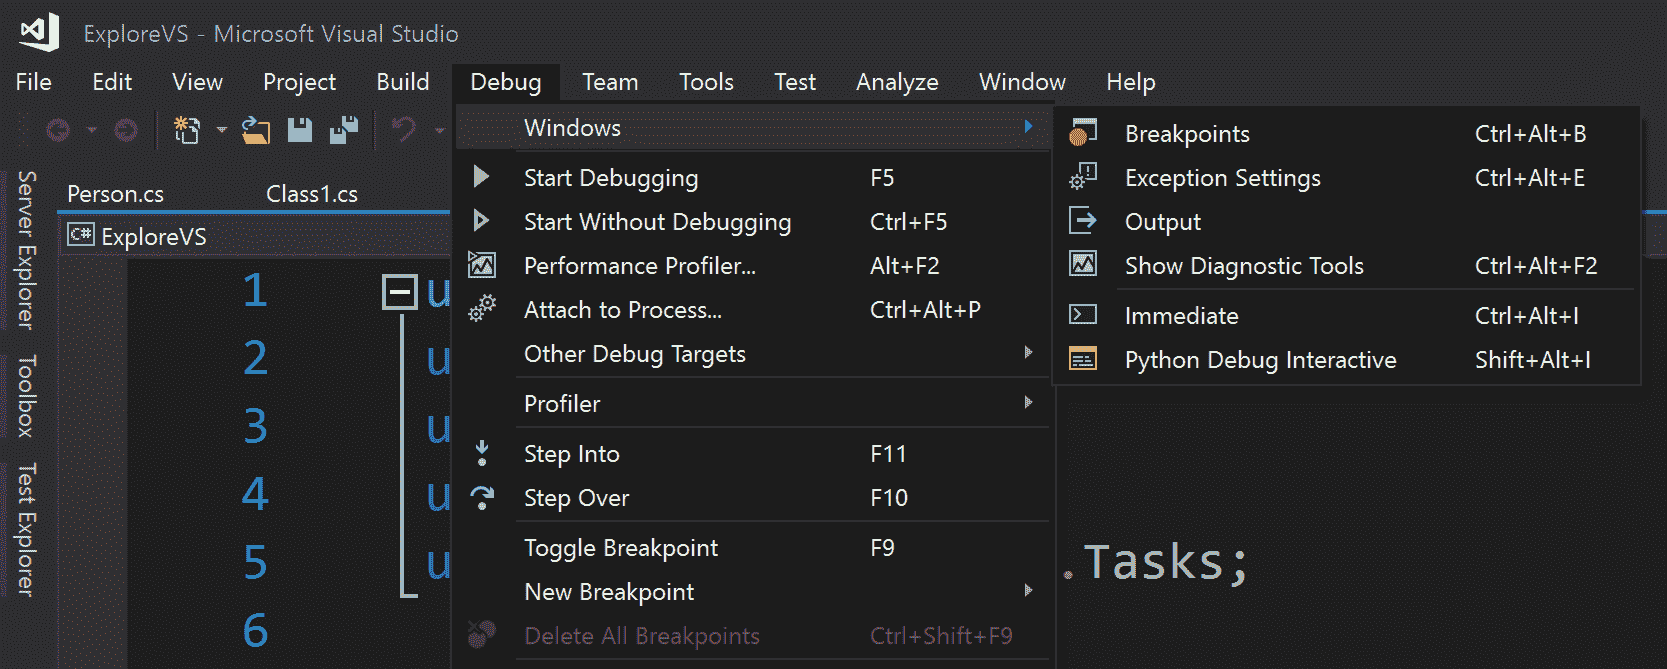 ExploreVS - Microsoft Visual Studio
File Edit View Project Build Debug Team Tools Test Analyze Window Help
Server Explorer
Toolbox
Test Explorer
Person.cs Class1.cs
C# ExploreVS
1 u
2 u
3 u
4 u
5 u .Tasks;
6
Windows
Start Debugging F5
Start Without Debugging Ctrl+F5
Performance Profiler... Alt+F2
Attach to Process... Ctrl+Alt+P
Other Debug Targets
Profiler
Step Into F11
Step Over F10
Toggle Breakpoint F9
New Breakpoint
Delete All Breakpoints Ctrl+Shift+F9
Breakpoints Ctrl+Alt+B
Exception Settings Ctrl+Alt+E
Output
Show Diagnostic Tools Ctrl+Alt+F2
Immediate Ctrl+Alt+I
Python Debug Interactive Shift+Alt+I